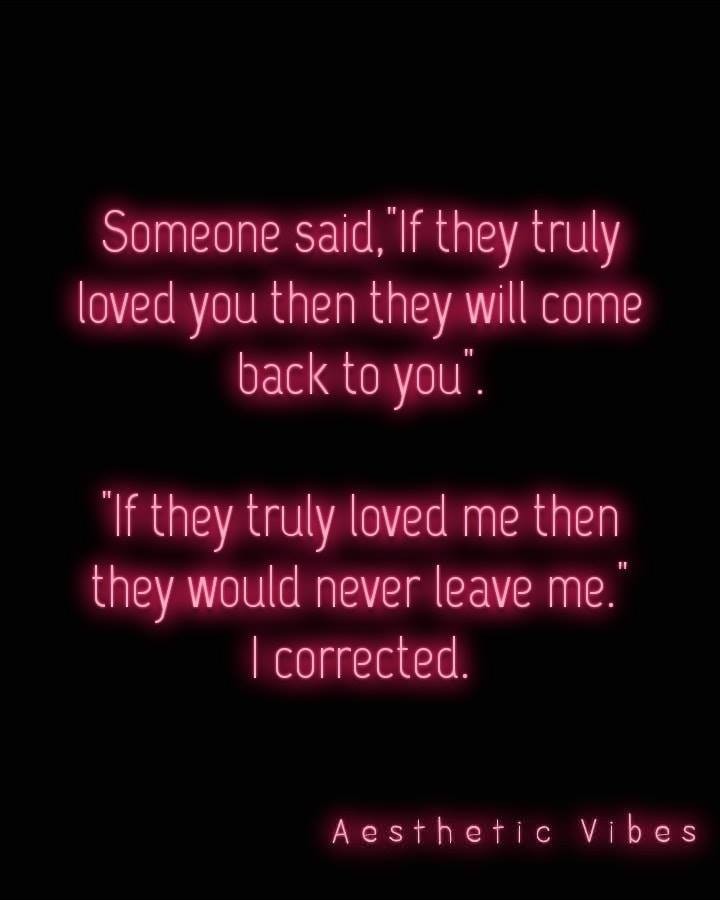 Someone said,"If they truly
loved you then they will come
back to you".
"If they truly loved me then
they would never leave me."
I corrected.
Aesthetic Vibes